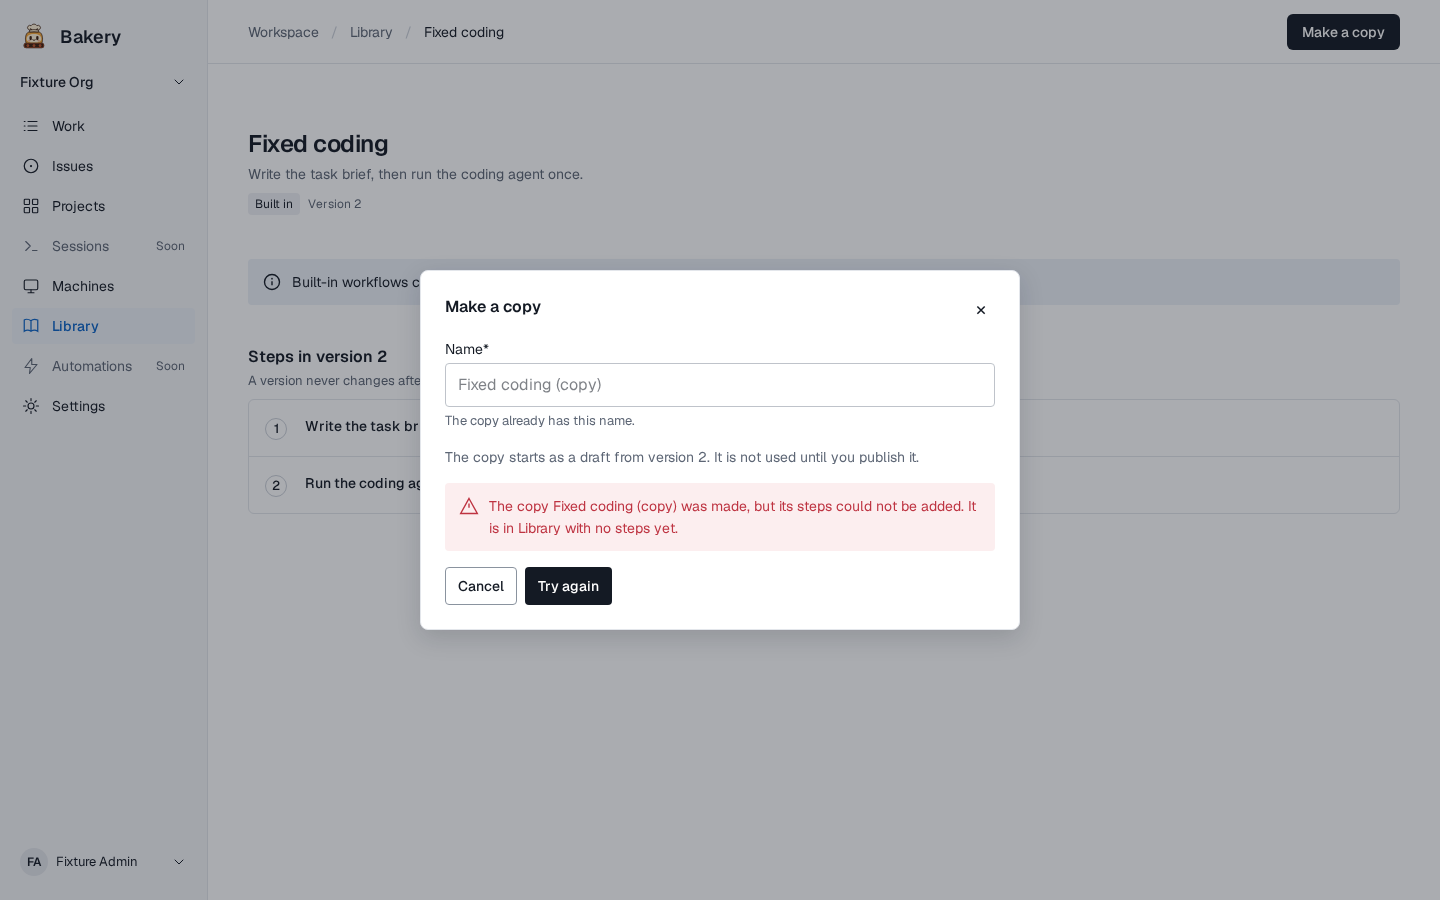 Bakery
Fixture Org
Work
Issues
Projects
Sessions Soon
Machines
Library
Automations Soon
Settings
FA Fixture Admin
Workspace / Library / Fixed coding
Make a copy
Fixed coding
Write the task brief, then run the coding agent once.
Built in Version 2
Built-in workflows c
Steps in version 2
A version never changes afte
1 Write the task br
2 Run the coding ag
Make a copy
Name*
Fixed coding (copy)
The copy already has this name.
The copy starts as a draft from version 2. It is not used until you publish it.
The copy Fixed coding (copy) was made, but its steps could not be added. It
is in Library with no steps yet.
Cancel Try again